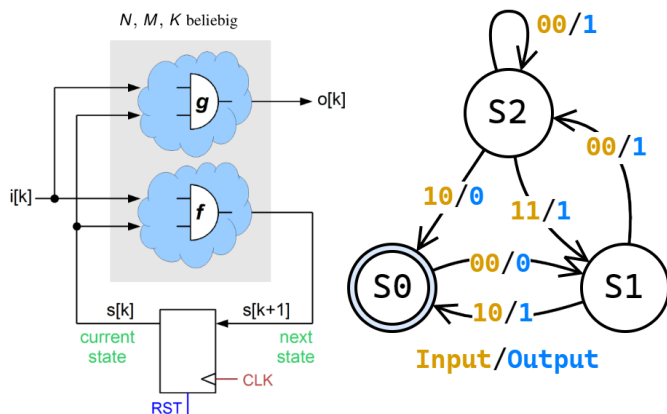 N, M, K beliebig
g
o[k]
i[k]
f
s[k]
s[k+1]
current
state
next
state
CLK
RST
00/1
S2
00/1
10/0
11/1
S0
00/0
S1
10/1
Input/Output